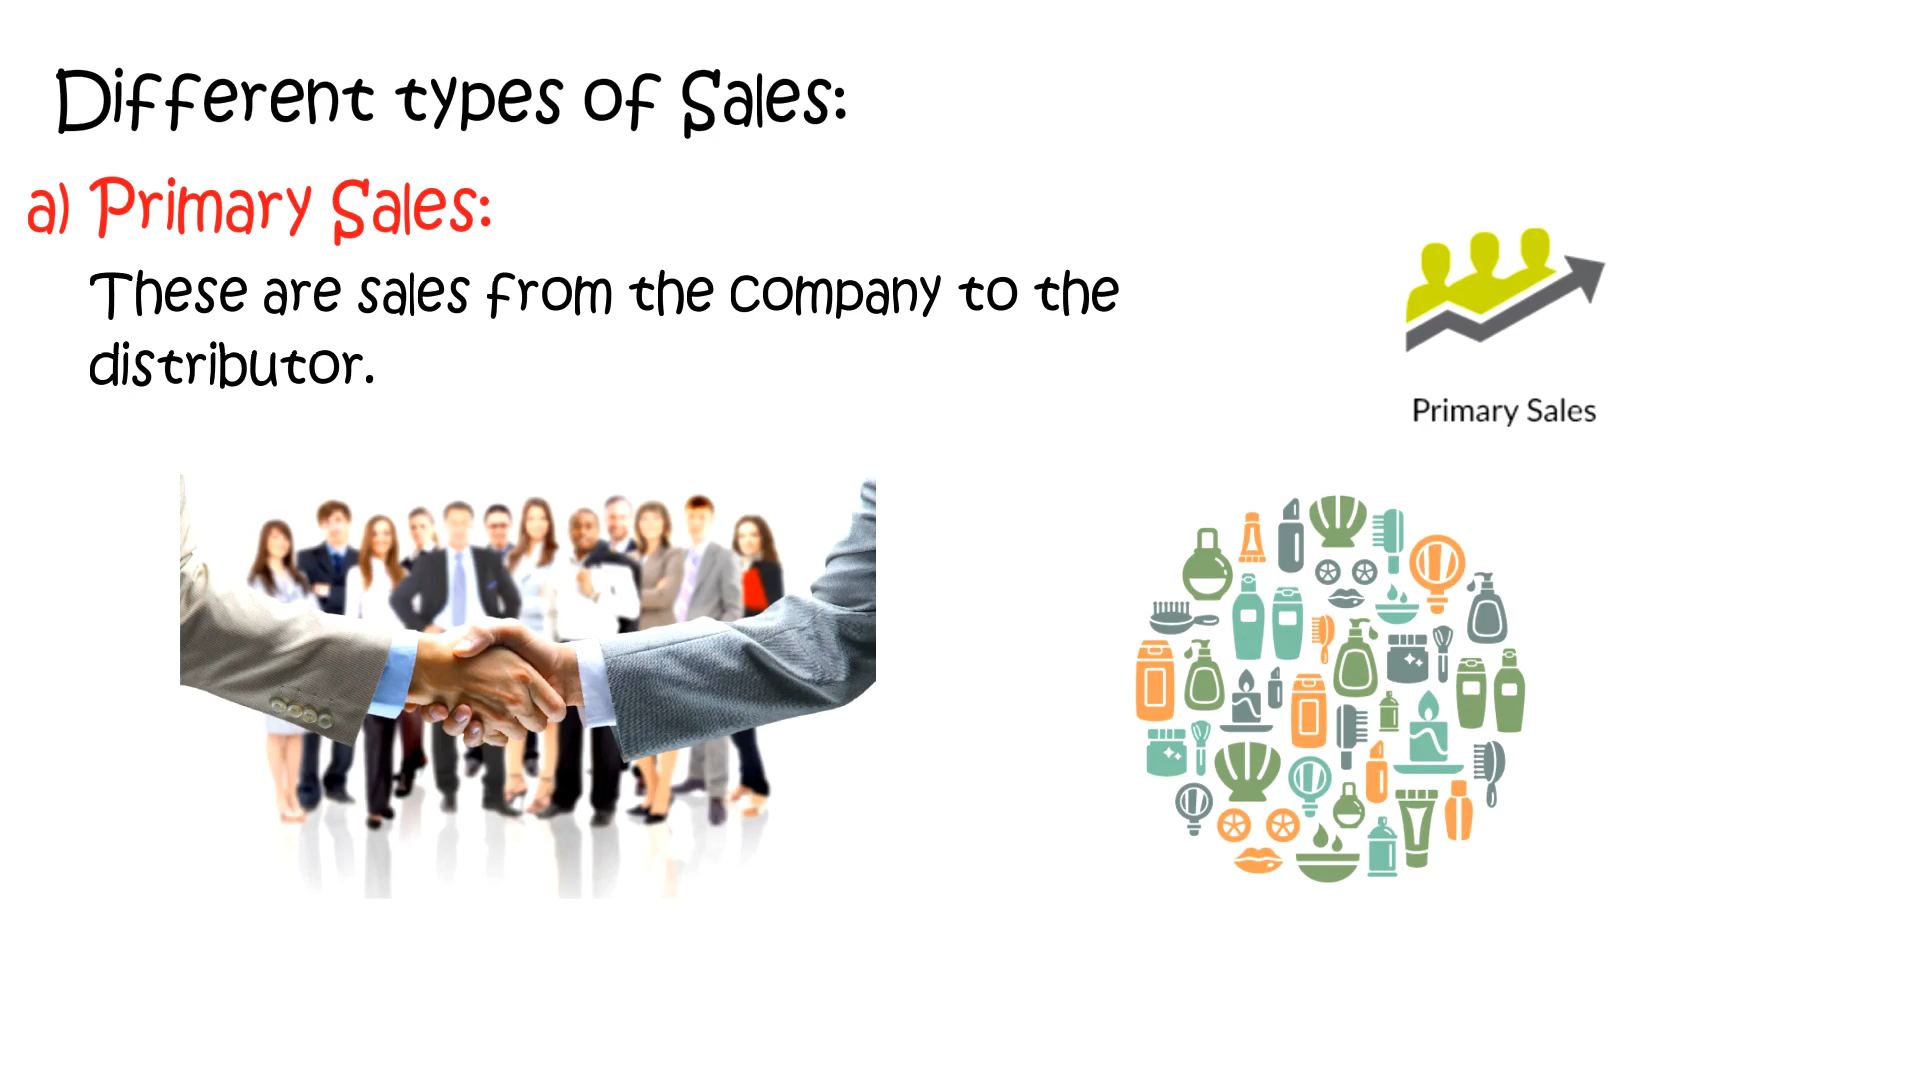 Different types of Sales:
a) Primary Sales:
These are sales from the company to the
distributor.
Primary Sales